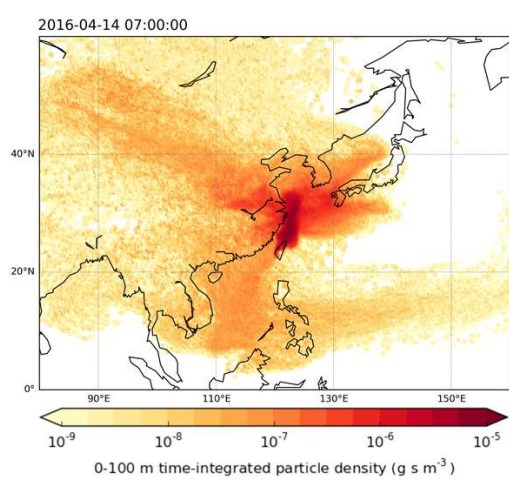 2016-04-14 07:00:00
40°N
20°N
0°
90°E 110°E 130°E 150°E
10⁻⁹ 10⁻⁸ 10⁻⁷ 10⁻⁶ 10⁻⁵
0-100 m time-integrated particle density (g s m⁻³)